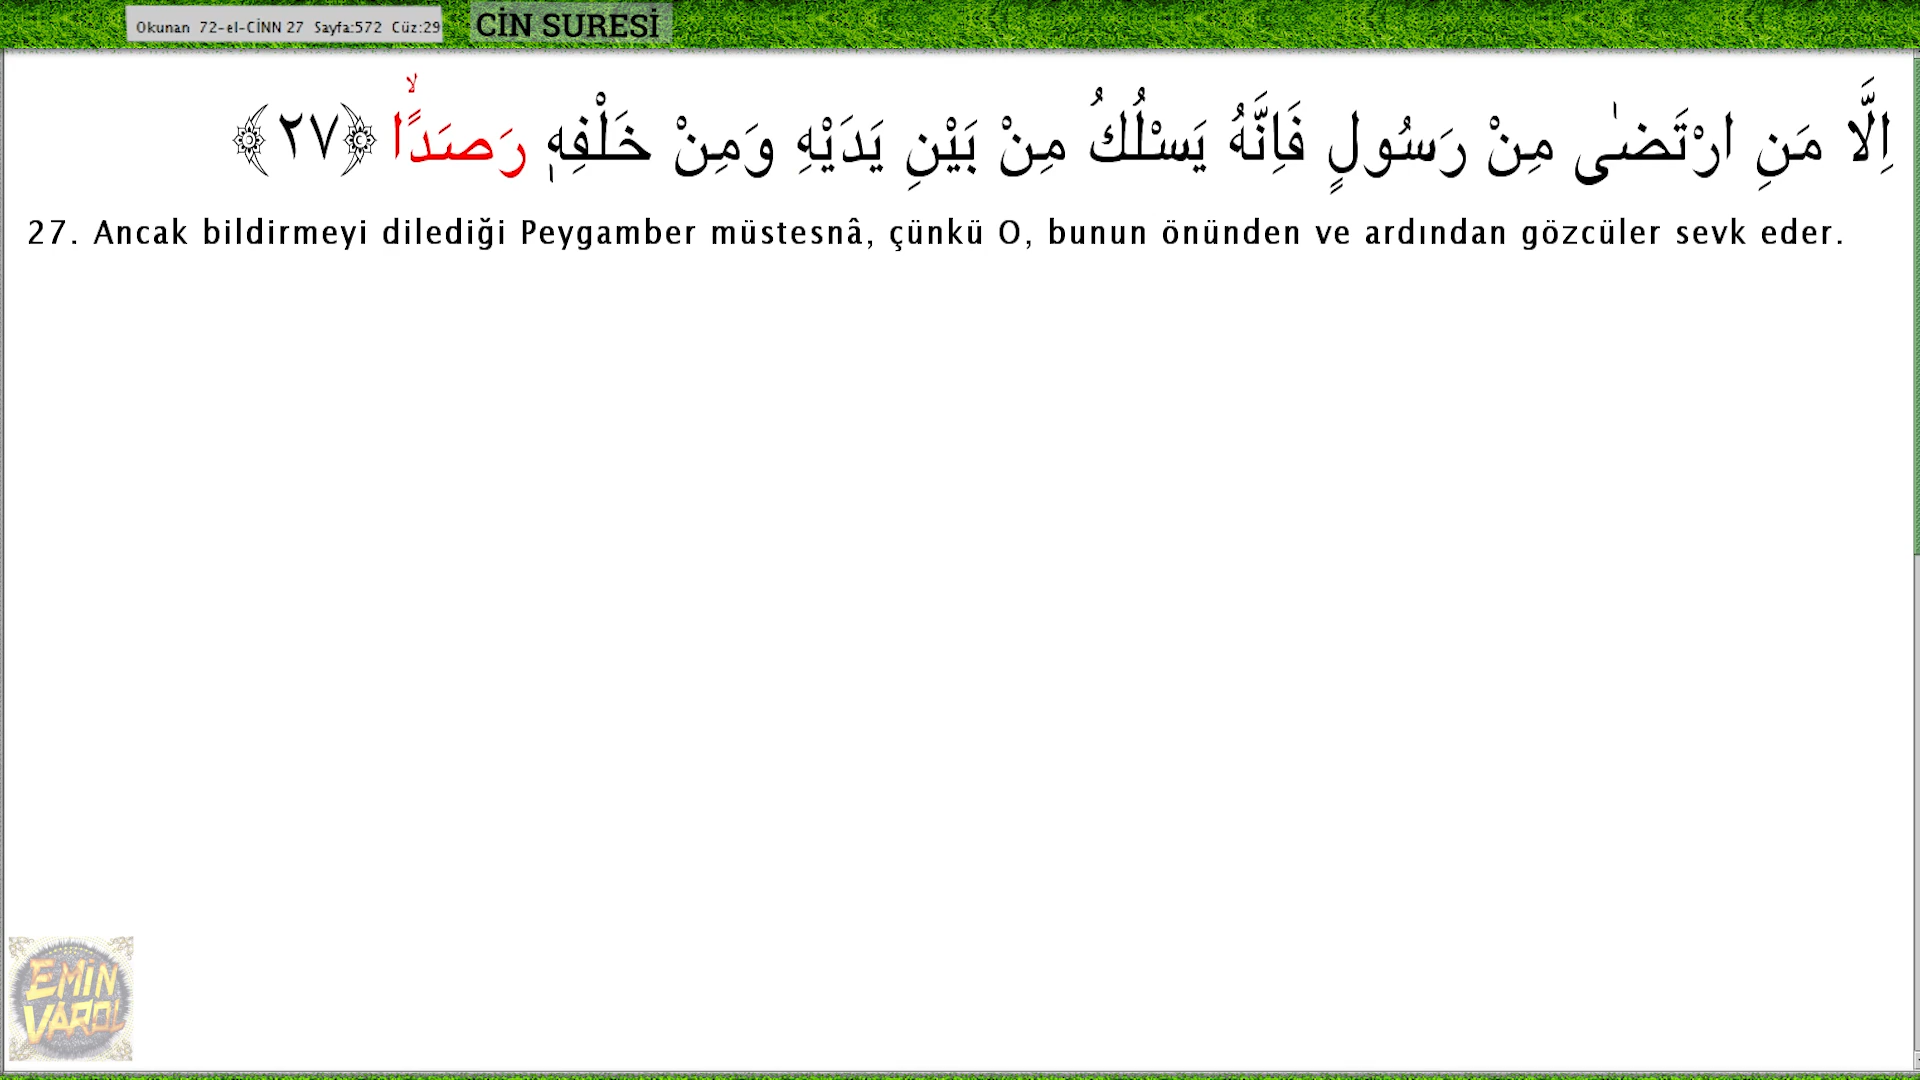 Okunan 72-el-CİNN 27 Sayfa:572 Cüz:29
CİN SURESİ
اِلَّا مَنِ ارْتَضٰى مِنْ رَسُولٍ فَاِنَّهُ يَسْلُكُ مِنْ بَيْنِ يَدَيْهِ وَمِنْ خَلْفِهٖ رَصَدًاۙ ﴿٢٧﴾
27. Ancak bildirmeyi dilediği Peygamber müstesnâ, çünkü O, bunun önünden ve ardından gözcüler sevk eder.
EMİN
VAROL